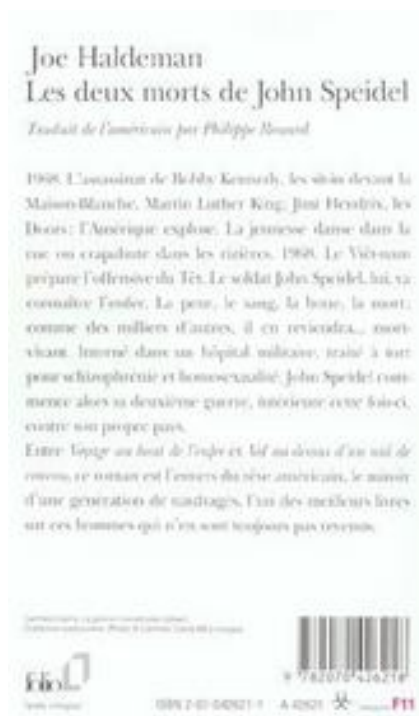 Joe Haldeman
Les deux morts de John Speidel
Traduit de l'américain par Philippe Rouard
1968. L'assassinat de Bobby Kennedy, les sit-in devant la
Maison-Blanche, Martin Luther King, Jimi Hendrix, les
Doors : l'Amérique explose. La jeunesse danse dans la
rue ou crapahute dans les rizières. 1968. Le Viêt-nam
prépare l'offensive du Têt. Le soldat John Speidel, lui, va
connaître l'enfer. La peur, le sang, la boue, la mort :
comme des milliers d'autres, il en reviendra... mort-
vivant. Interné dans un hôpital militaire, traité à tort
pour schizophrénie et homosexualité, John Speidel com-
mence alors sa deuxième guerre, intérieure cette fois-ci,
contre son propre pays.
Entre Voyage au bout de l'enfer et Vol au-dessus d'un nid de
coucou, ce roman est l'envers du rêve américain, le miroir
d'une génération de naufragés, l'un des meilleurs livres
sur ces hommes qui n'en sont toujours pas revenus.
folio
9 782070 426218
ISBN 2-07-042621-1 A 42621 F11